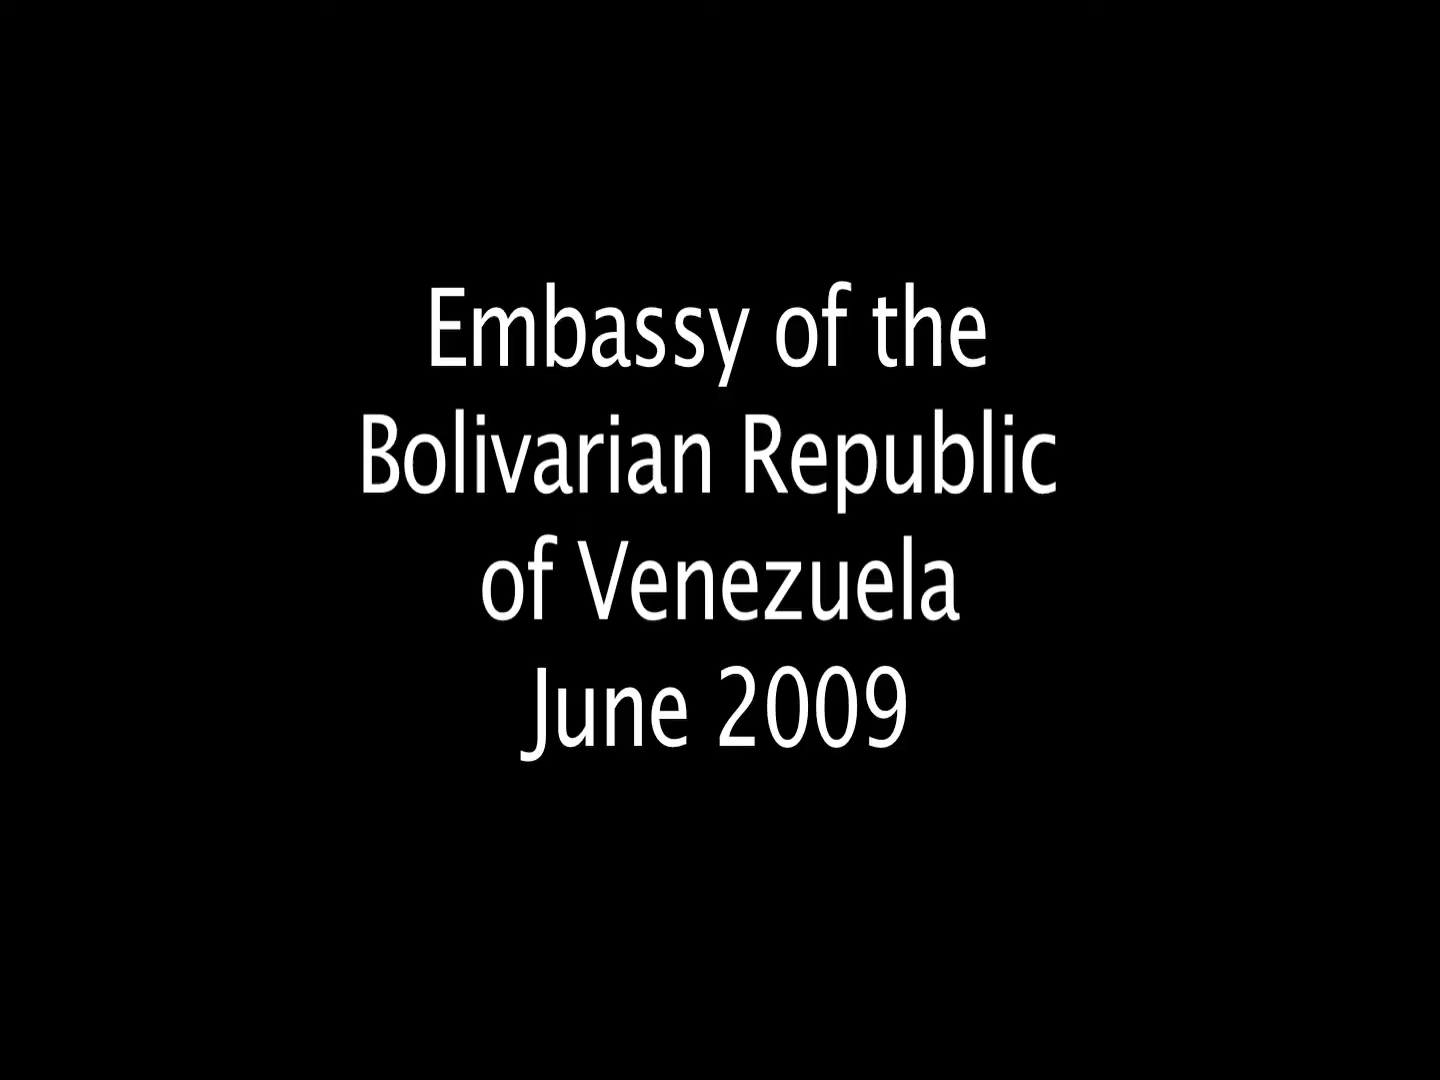 Embassy of the
Bolivarian Republic
of Venezuela
June 2009